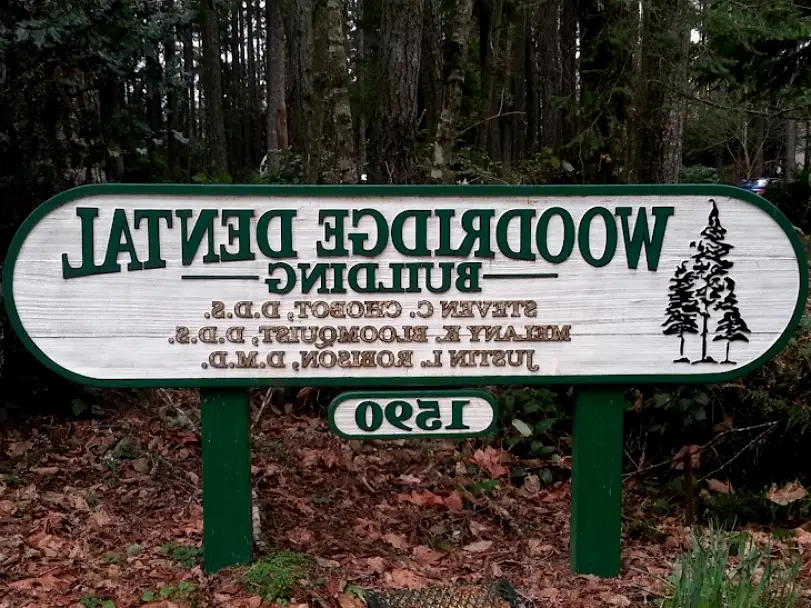 WOODRIDGE DENTAL
BUILDING
STEVEN C. CHOBOT, D.D.S.
MELANY K. BLOOMQUIST, D.D.S.
JUSTIN L. ROBISON, D.M.D.
1590